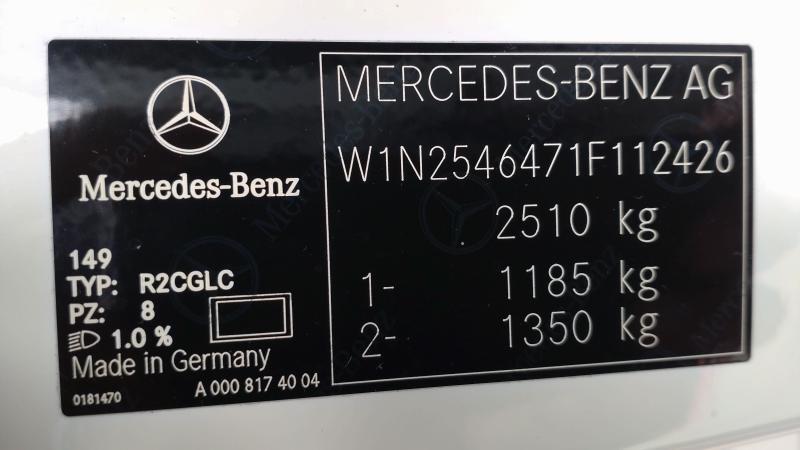 Mercedes-Benz
149
TYP: R2CGLC
PZ: 8
1.0 %
Made in Germany
0181470
A 000 817 40 04
MERCEDES-BENZ AG
W1N2546471F112426
2510 kg
1- 1185 kg
2- 1350 kg